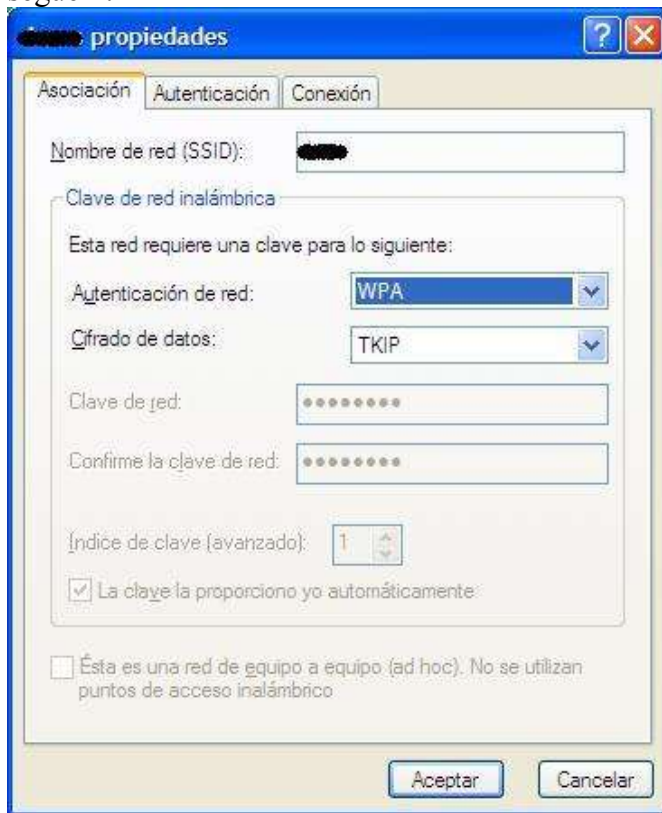 propiedades
Asociación Autenticación Conexión
Nombre de red (SSID):
Clave de red inalámbrica
Esta red requiere una clave para lo siguiente:
Autenticación de red: WPA
Cifrado de datos: TKIP
Clave de red: ••••••••
Confirme la clave de red: ••••••••
Índice de clave (avanzado): 1
La clave la proporciono yo automáticamente
Ésta es una red de equipo a equipo (ad hoc). No se utilizan
puntos de acceso inalámbrico
Aceptar Cancelar